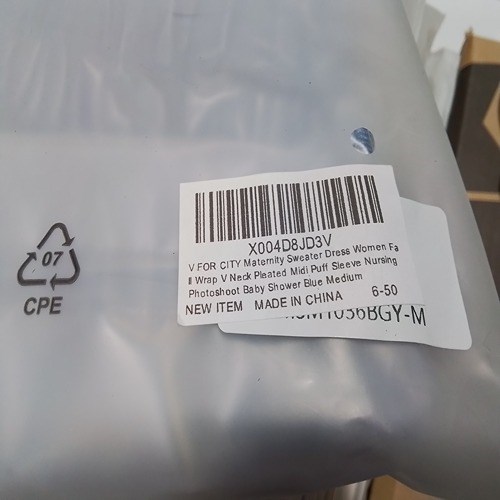 07
CPE
X004D8JD3V
V FOR CITY Maternity Sweater Dress Women Fa
ll Wrap V Neck Pleated Midi Puff Sleeve Nursing
Photoshoot Baby Shower Blue Medium
NEW ITEM MADE IN CHINA 6-50
1036BGY-M